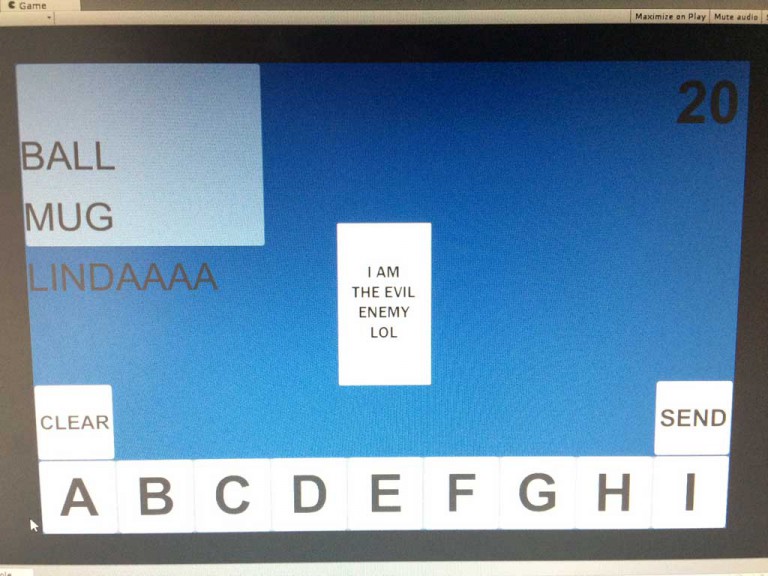 Game
Maximize on Play Mute audio
20
BALL
MUG
LINDAAAA
I AM
THE EVIL
ENEMY
LOL
CLEAR
SEND
A B C D E F G H I